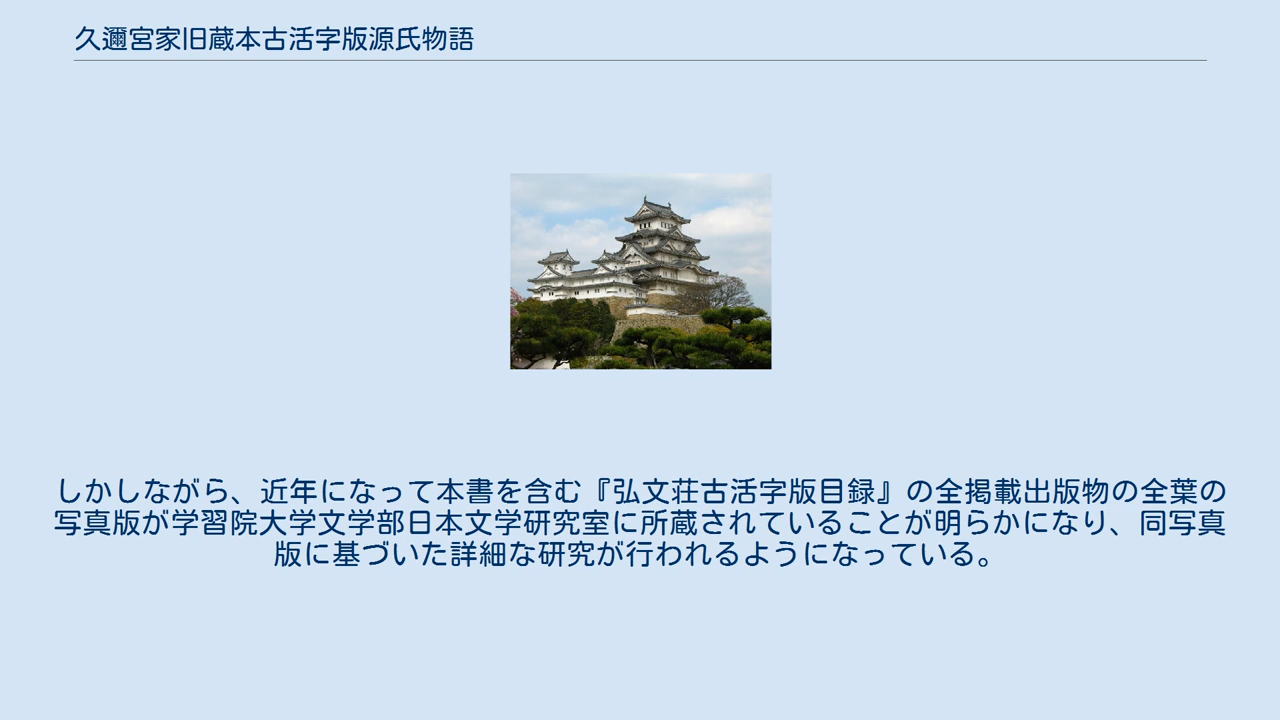 久邇宮家旧蔵本古活字版源氏物語
しかしながら、近年になって本書を含む『弘文荘古活字版目録』の全掲載出版物の全葉の
写真版が学習院大学文学部日本文学研究室に所蔵されていることが明らかになり、同写真
版に基づいた詳細な研究が行われるようになっている。